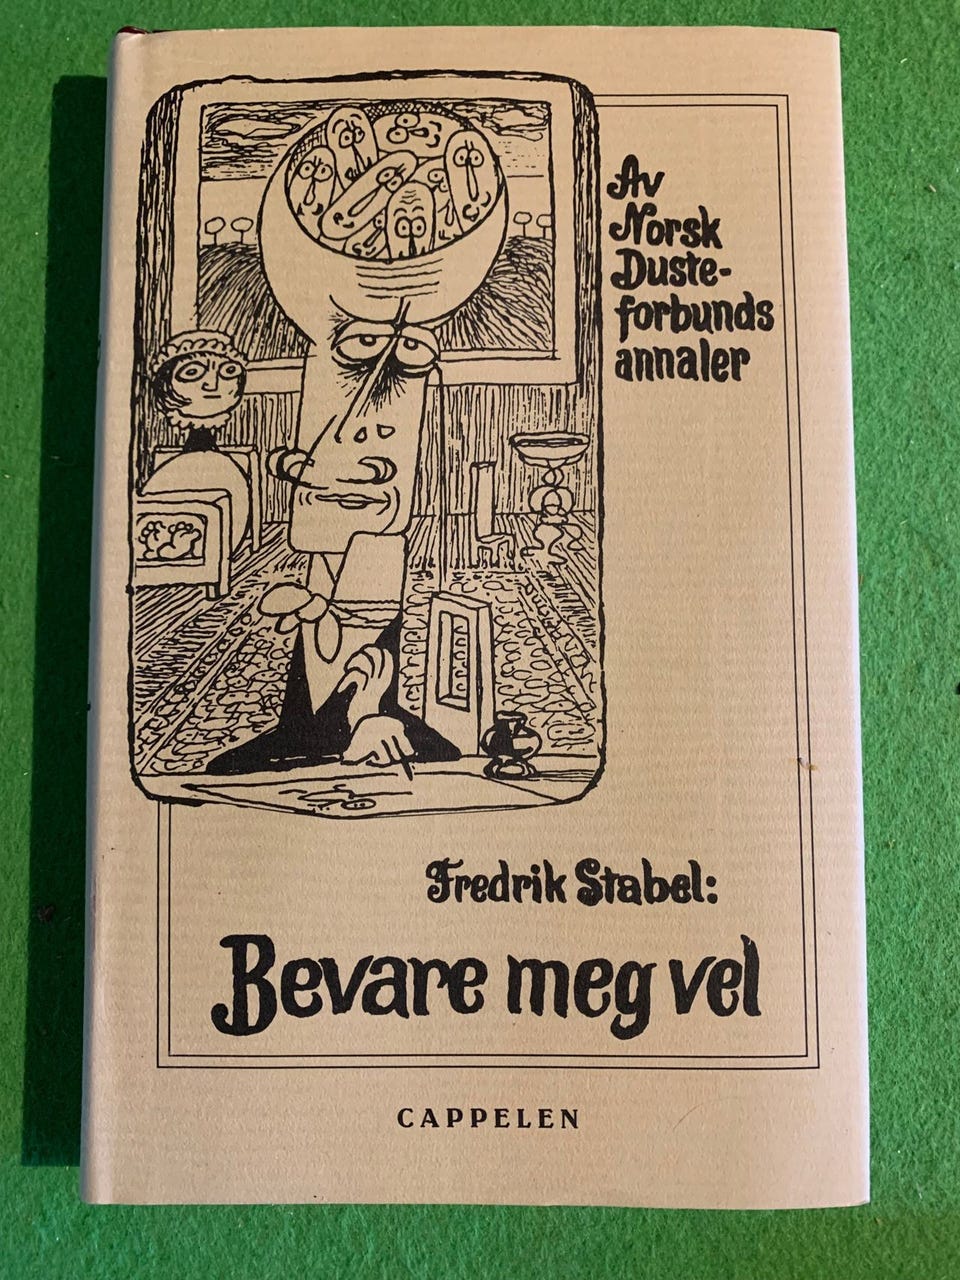 Av
Norsk
Duste-
forbunds
annaler
Fredrik Stabel:
Bevare meg vel
CAPPELEN